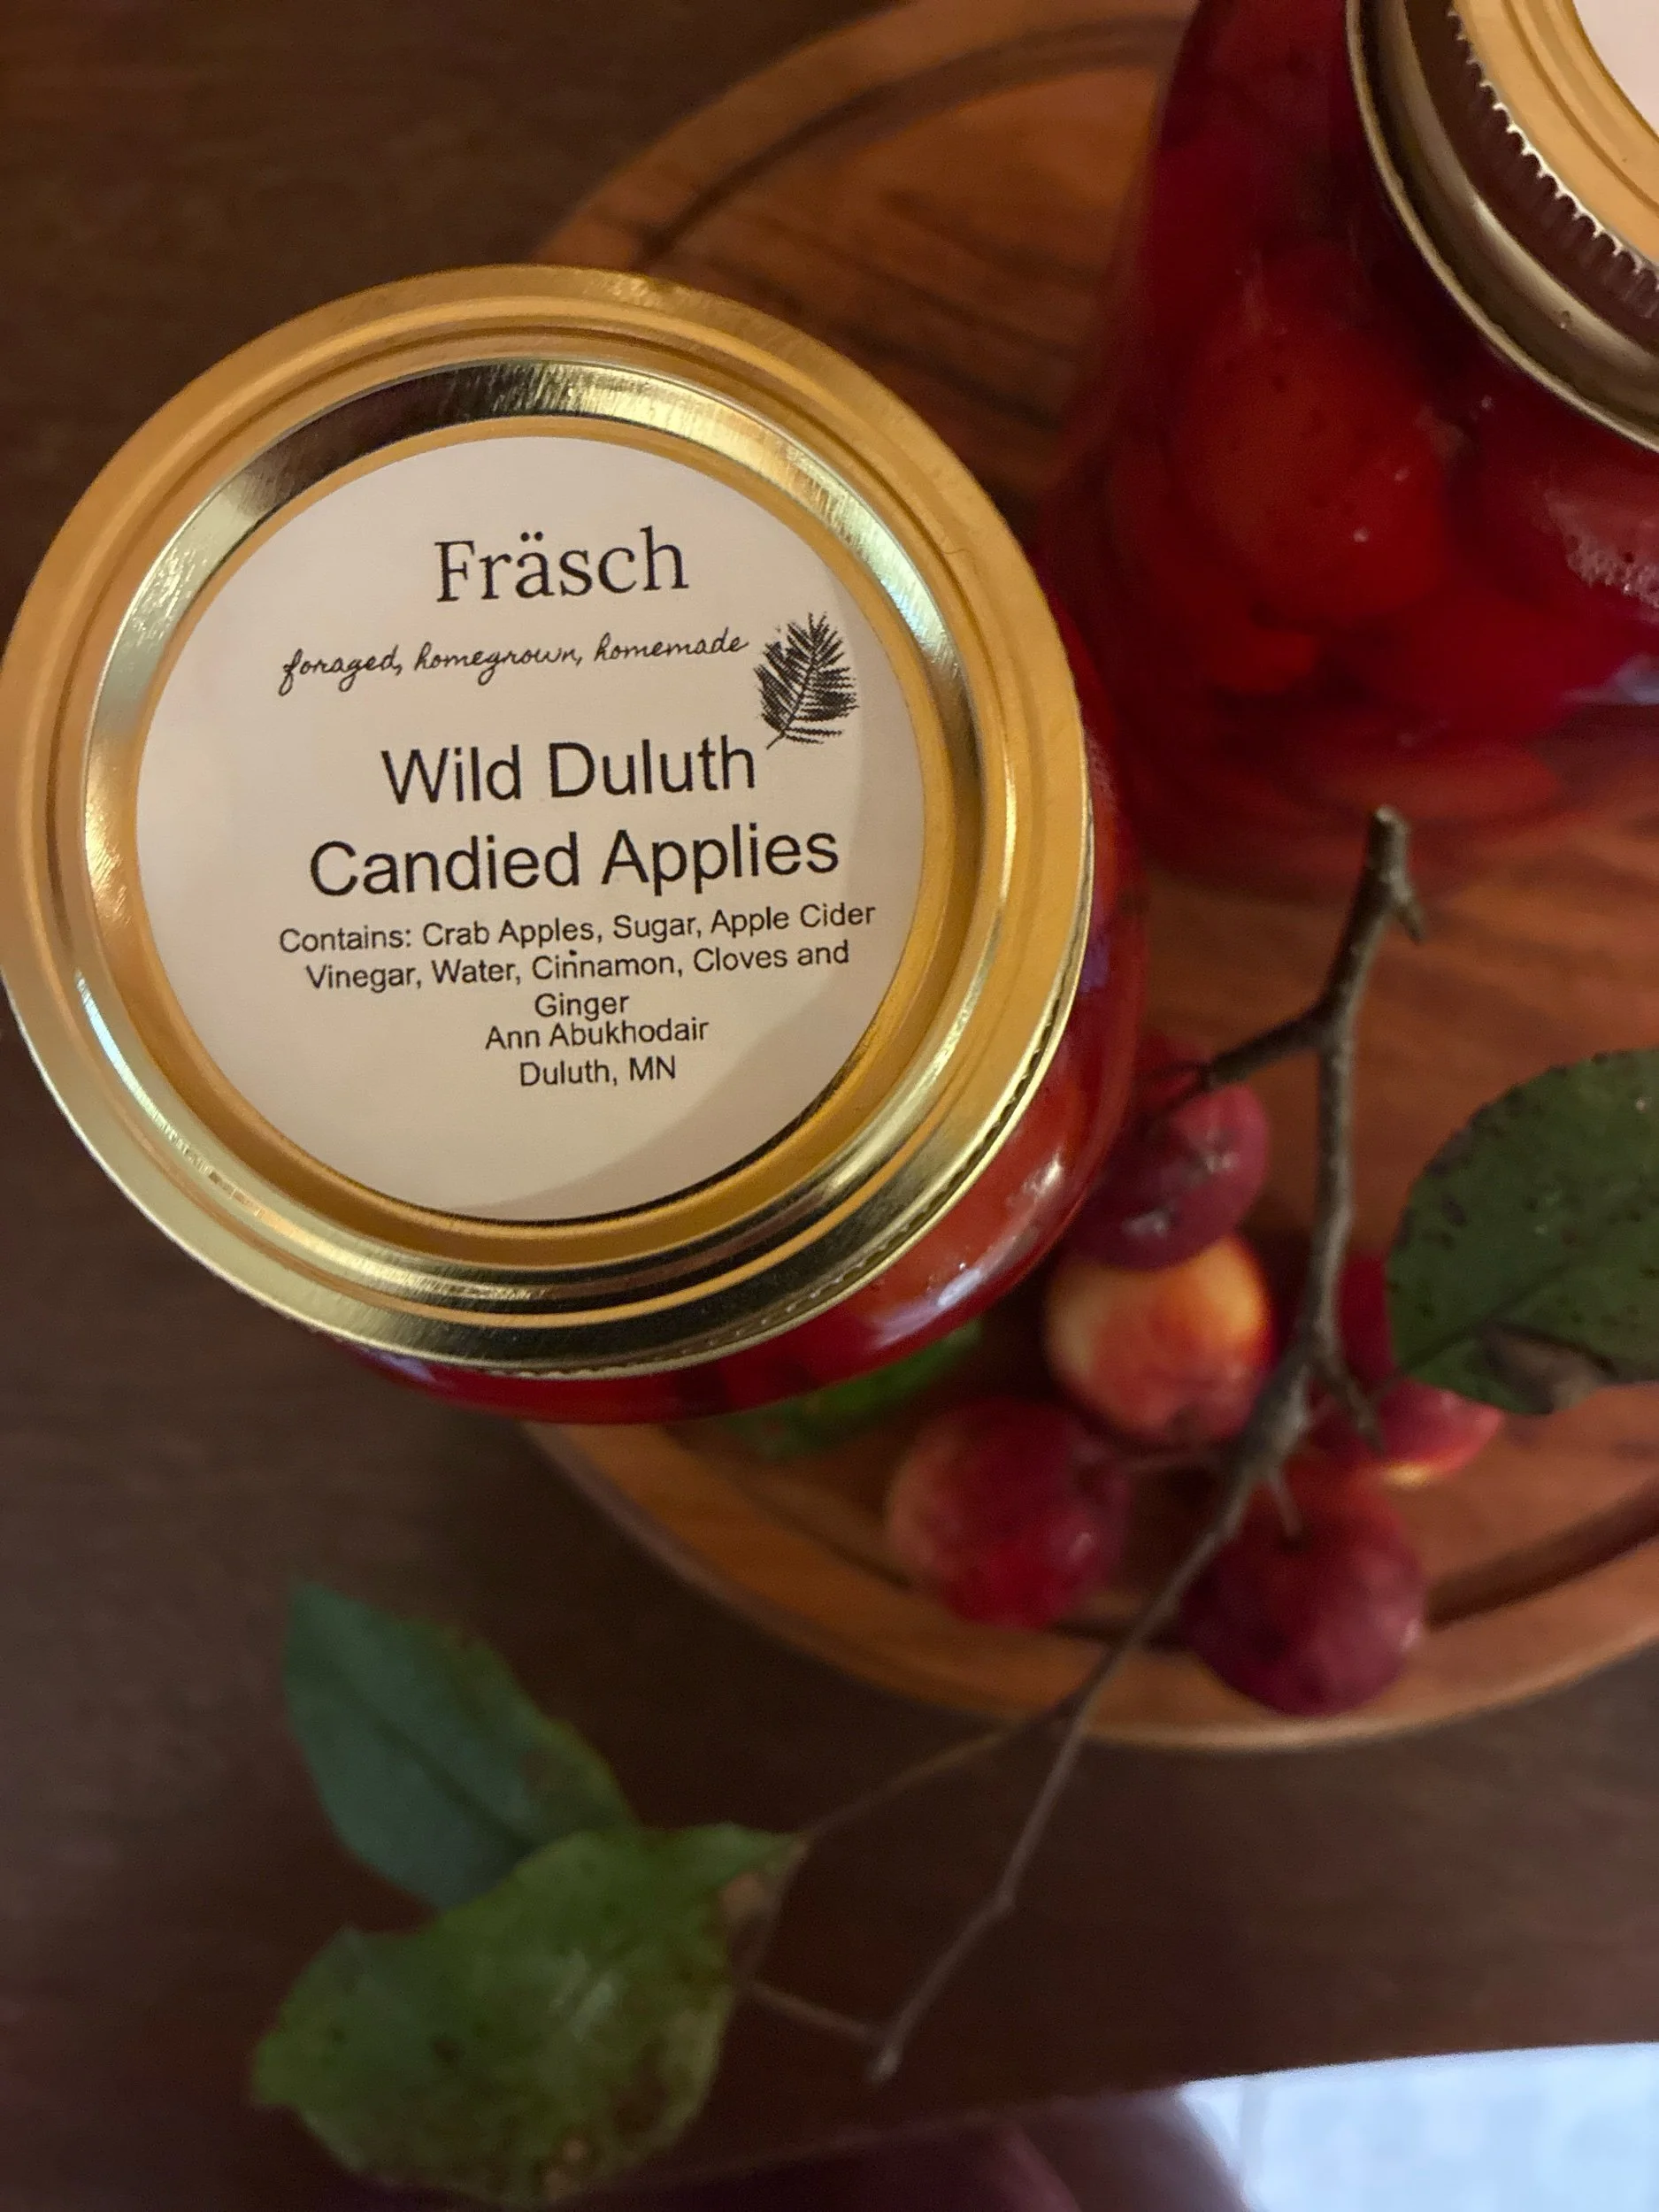 Fräsch
foraged, homegrown, homemade
Wild Duluth
Candied Applies
Contains: Crab Apples, Sugar, Apple Cider
Vinegar, Water, Cinnamon, Cloves and
Ginger
Ann Abukhodair
Duluth, MN